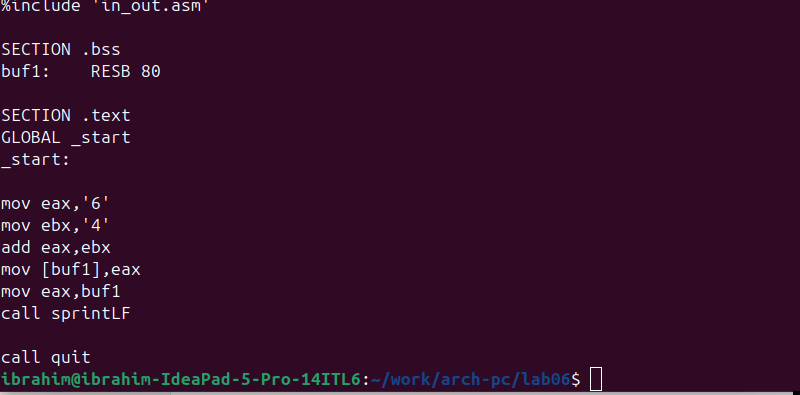 %include 'in_out.asm'
SECTION .bss
buf1:    RESB 80
SECTION .text
GLOBAL _start
_start:
mov eax,'6'
mov ebx,'4'
add eax,ebx
mov [buf1],eax
mov eax,buf1
call sprintLF
call quit
ibrahim@ibrahim-IdeaPad-5-Pro-14ITL6:~/work/arch-pc/lab06$